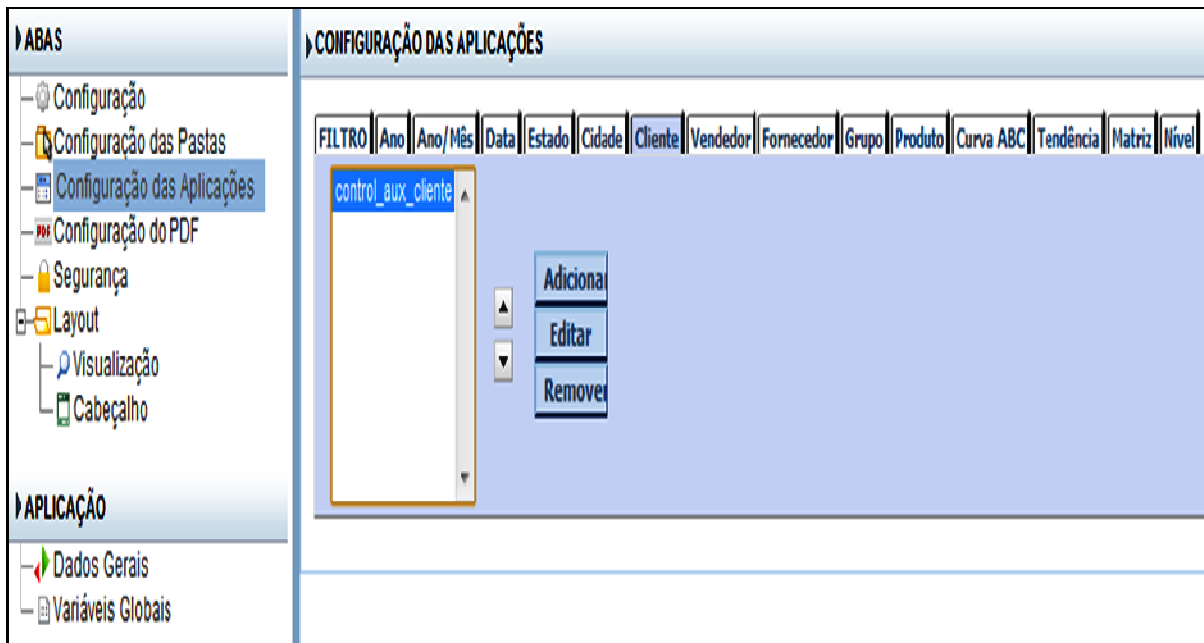 ABAS
Configuração
Configuração das Pastas
Configuração das Aplicações
PDF Configuração do PDF
Segurança
Layout
Visualização
Cabeçalho
APLICAÇÃO
Dados Gerais
Variáveis Globais
CONFIGURAÇÃO DAS APLICAÇÕES
FILTRO Ano Ano/Mês Data Estado Cidade Cliente Vendedor Fornecedor Grupo Produto Curva ABC Tendência Matriz Nível
control_aux_cliente
Adicionar
Editar
Remover